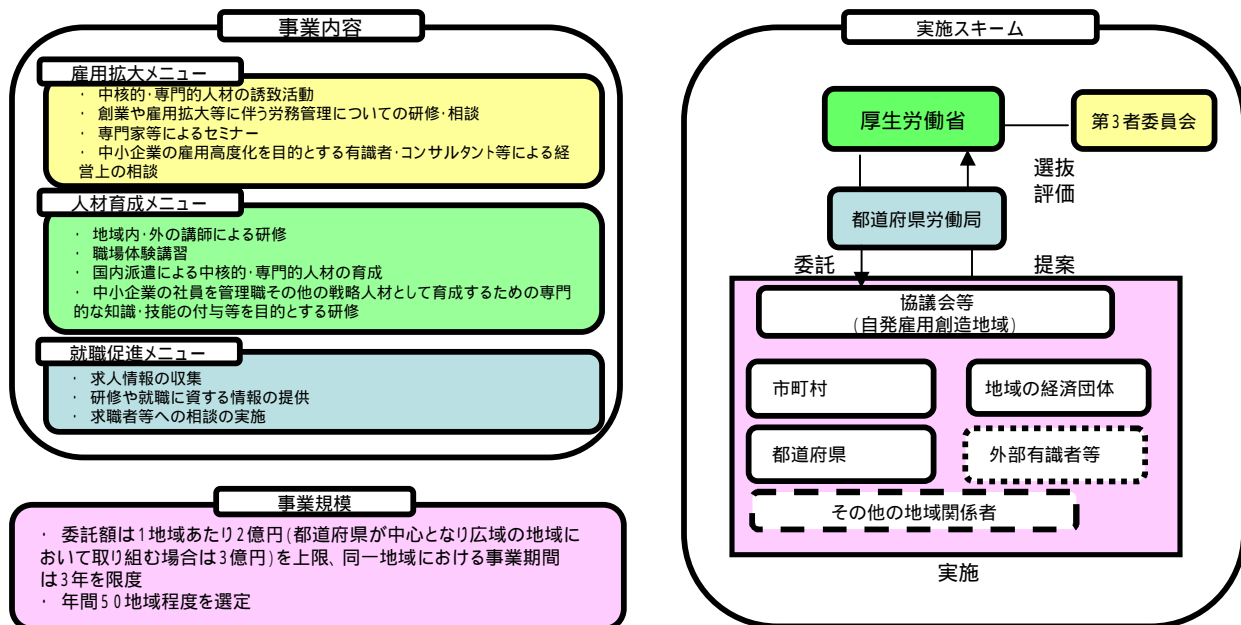 事業内容
雇用拡大メニュー
· 中核的･専門的人材の誘致活動
· 創業や雇用拡大等に伴う労務管理についての研修･相談
· 専門家等によるセミナー
· 中小企業の雇用高度化を目的とする有識者･コンサルタント等による経
営上の相談
人材育成メニュー
· 地域内･外の講師による研修
· 職場体験講習
· 国内派遣による中核的･専門的人材の育成
· 中小企業の社員を管理職その他の戦略人材として育成するための専門
的な知識･技能の付与等を目的とする研修
就職促進メニュー
· 求人情報の収集
· 研修や就職に資する情報の提供
· 求職者等への相談の実施
事業規模
· 委託額は1地域あたり2億円(都道府県が中心となり広域の地域に
おいて取り組む場合は3億円)を上限、同一地域における事業期間
は3年を限度
· 年間50地域程度を選定
実施スキーム
厚生労働省
第3者委員会
選抜
評価
都道府県労働局
委託
提案
協議会等
(自発雇用創造地域)
市町村
地域の経済団体
都道府県
外部有識者等
その他の地域関係者
実施